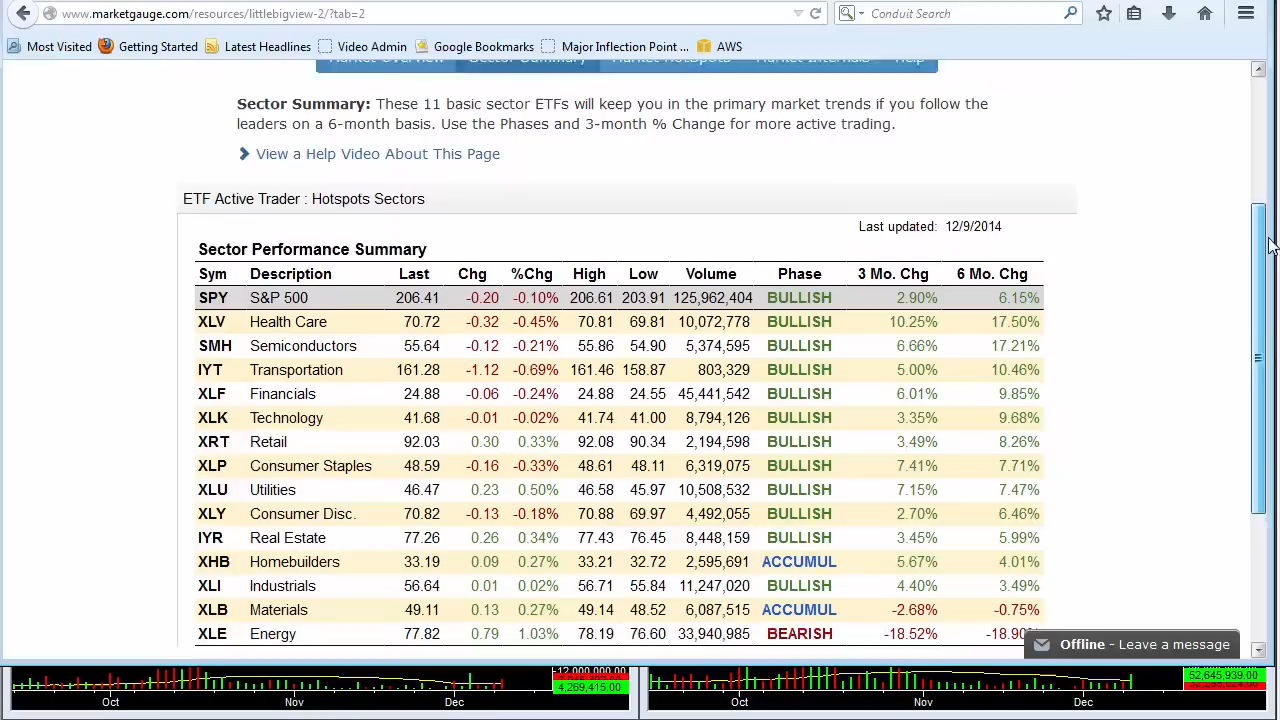 www.marketgauge.com/resources/littlebigview-2/?tab=2 Conduit Search
Most Visited Getting Started Latest Headlines Video Admin Google Bookmarks Major Inflection Point ... AWS
Market Overview Sector Summary Market HotSpots Market Internals Help
Sector Summary: These 11 basic sector ETFs will keep you in the primary market trends if you follow the
leaders on a 6-month basis. Use the Phases and 3-month % Change for more active trading.
View a Help Video About This Page
ETF Active Trader : Hotspots Sectors
Last updated: 12/9/2014
Sector Performance Summary
Sym Description Last Chg %Chg High Low Volume Phase 3 Mo. Chg 6 Mo. Chg
SPY S&P 500 206.41 -0.20 -0.10% 206.61 203.91 125,962,404 BULLISH 2.90% 6.15%
XLV Health Care 70.72 -0.32 -0.45% 70.81 69.81 10,072,778 BULLISH 10.25% 17.50%
SMH Semiconductors 55.64 -0.12 -0.21% 55.86 54.90 5,374,595 BULLISH 6.66% 17.21%
IYT Transportation 161.28 -1.12 -0.69% 161.46 158.87 803,329 BULLISH 5.00% 10.46%
XLF Financials 24.88 -0.06 -0.24% 24.88 24.55 45,441,542 BULLISH 6.01% 9.85%
XLK Technology 41.68 -0.01 -0.02% 41.74 41.00 8,794,126 BULLISH 3.35% 9.68%
XRT Retail 92.03 0.30 0.33% 92.08 90.34 2,194,598 BULLISH 3.49% 8.26%
XLP Consumer Staples 48.59 -0.16 -0.33% 48.61 48.11 6,319,075 BULLISH 7.41% 7.71%
XLU Utilities 46.47 0.23 0.50% 46.58 45.97 10,508,532 BULLISH 7.15% 7.47%
XLY Consumer Disc. 70.82 -0.13 -0.18% 70.88 69.97 4,492,055 BULLISH 2.70% 6.46%
IYR Real Estate 77.26 0.26 0.34% 77.43 76.45 8,448,159 BULLISH 3.45% 5.99%
XHB Homebuilders 33.19 0.09 0.27% 33.21 32.72 2,595,691 ACCUMUL 5.67% 4.01%
XLI Industrials 56.64 0.01 0.02% 56.71 55.84 11,247,020 BULLISH 4.40% 3.49%
XLB Materials 49.11 0.13 0.27% 49.14 48.52 6,087,515 ACCUMUL -2.68% -0.75%
XLE Energy 77.82 0.79 1.03% 78.19 76.60 33,940,985 BEARISH -18.52% -18.90%
Offline - Leave a message
-12,000,000.00
4,269,415.00 52,645,939.00
Oct Nov Dec Oct Nov Dec